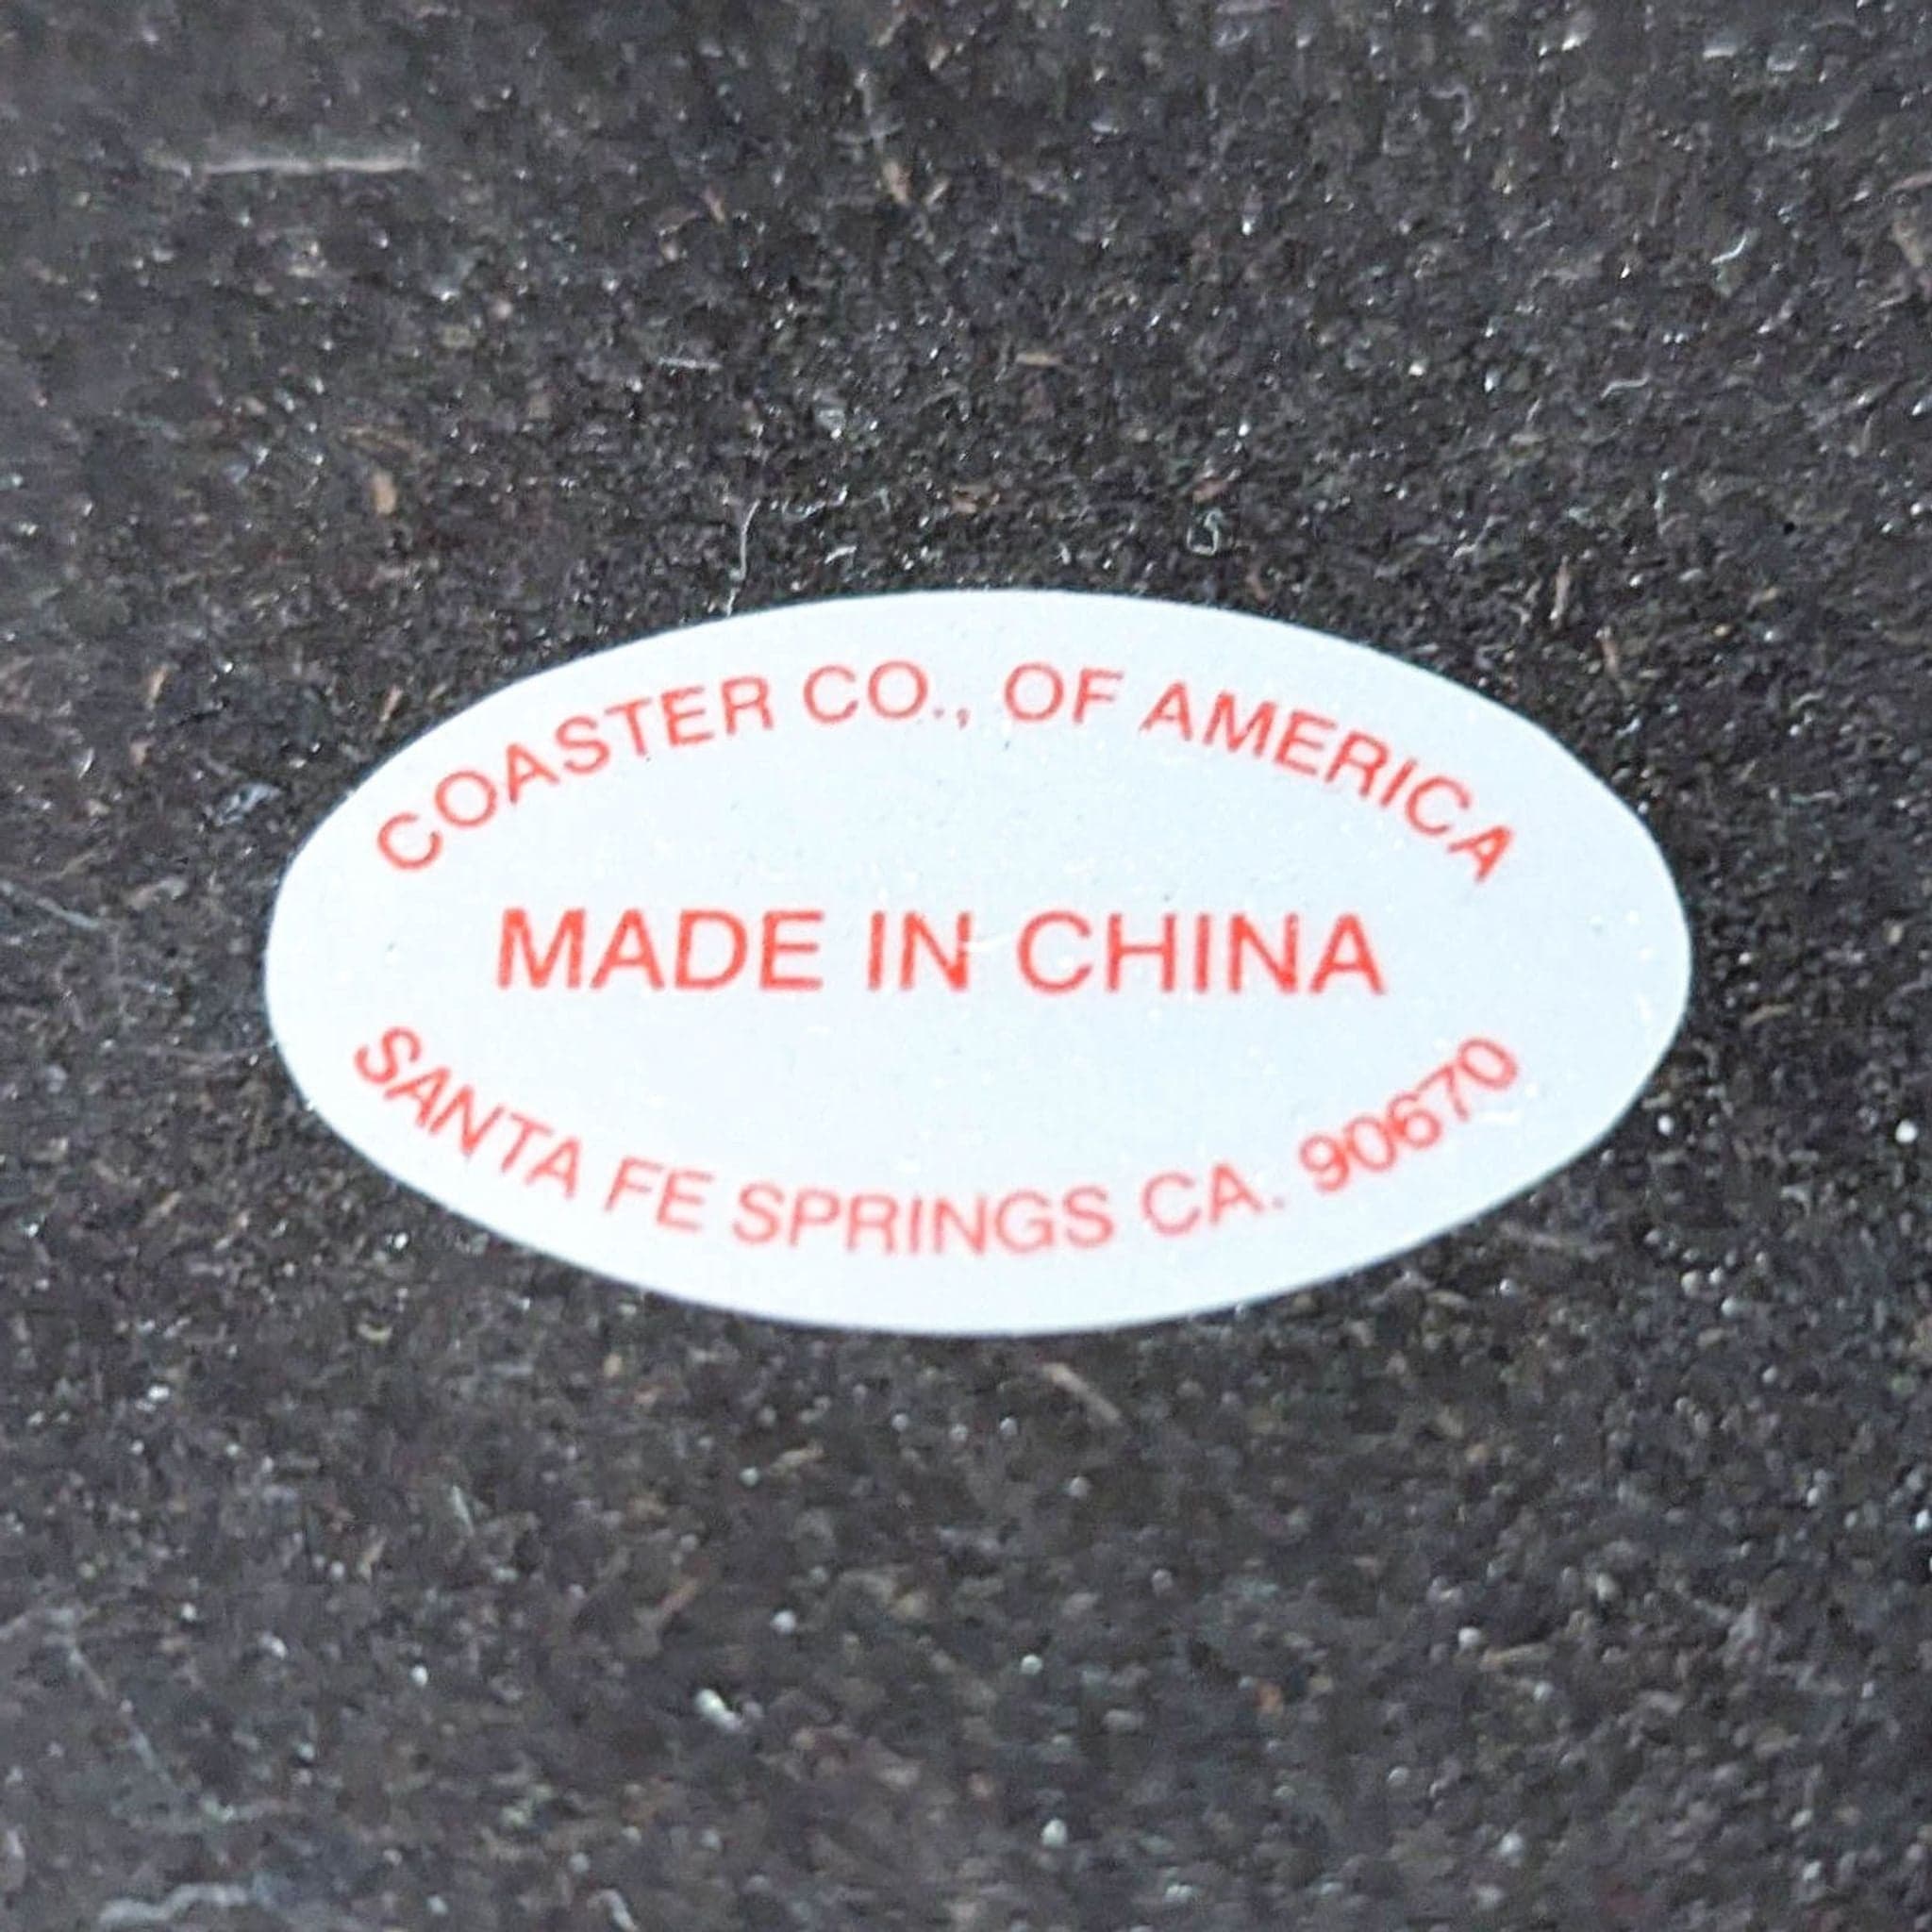 COASTER CO., OF AMERICA
MADE IN CHINA
SANTA FE SPRINGS CA. 90670